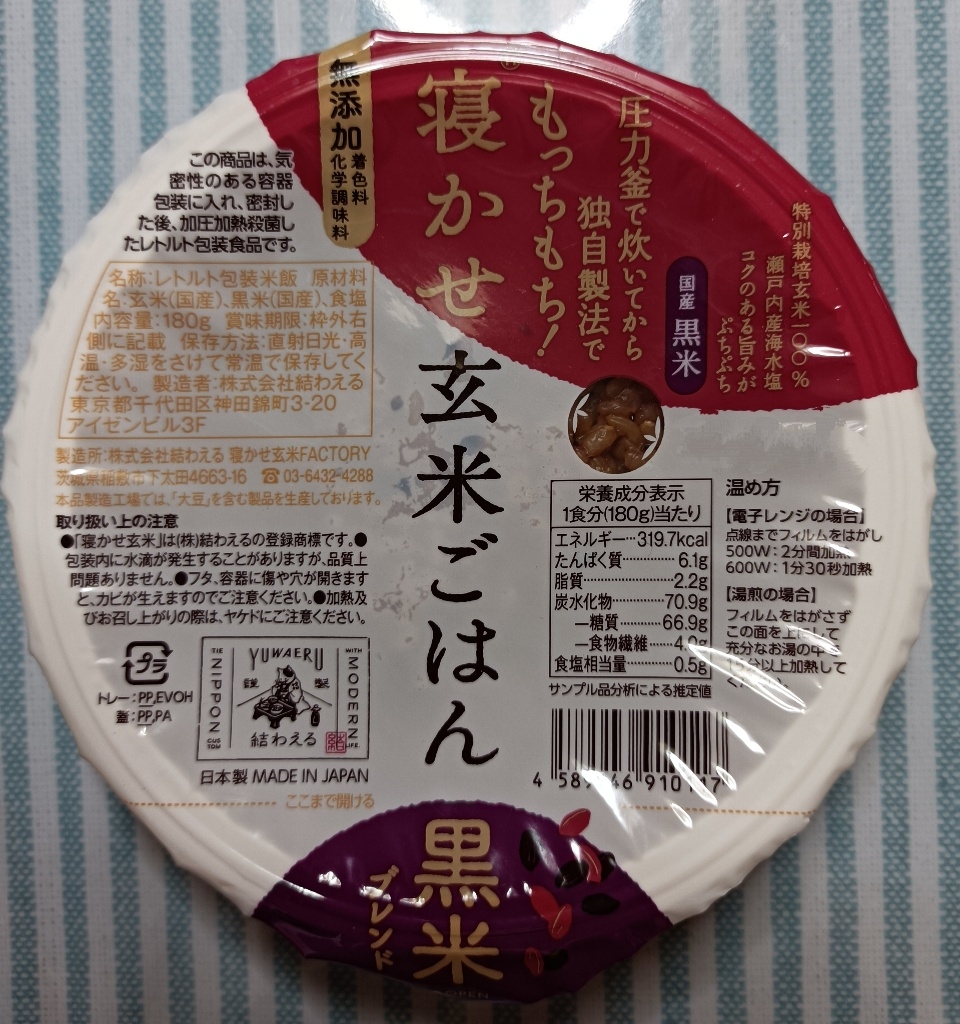 無添加
着色料
化学調味料
寝かせ®
玄米ごはん
もっちもち!
圧力釜で炊いてから
独自製法で
国産
黒米
特別栽培玄米一〇〇%
瀬戸内産海水塩
コクのある旨みが
ぷちぷち
この商品は、気
密性のある容器
包装に入れ、密封し
た後、加圧加熱殺菌し
たレトルト包装食品です。
名称:レトルト包装米飯 原材料
名:玄米(国産)、黒米(国産)、食塩
内容量:180g 賞味期限:枠外右
側に記載 保存方法:直射日光・高
温・多湿をさけて常温で保存してく
ださい。 製造者:株式会社結わえる
東京都千代田区神田錦町3-20
アイゼンビル3F
製造所:株式会社結わえる 寝かせ玄米FACTORY
茨城県稲敷市下太田4663-16 ☎03-6432-4288
本品製造工場では、「大豆」を含む製品を生産しております。
取り扱い上の注意
●「寝かせ玄米」は(株)結わえるの登録商標です。●
包装内に水滴が発生することがありますが、品質上
問題ありません。●フタ、容器に傷や穴が開きます
と、カビが生えますのでご注意ください。●加熱及
びお召し上がりの際は、ヤケドにご注意ください。
プラ
トレー:PP,EVOH
蓋:PP,PA
TIE
NIPPON
CUSTOM
YUWAERU
謹製
結わえる
緒
WITH
MODERN
LIFE.
日本製 MADE IN JAPAN
ここまで開ける
栄養成分表示
1食分(180g)当たり
エネルギー…319.7kcal
たんぱく質…6.1g
脂質…2.2g
炭水化物…70.9g
—糖質…66.9g
—食物繊維…4.0g
食塩相当量…0.5g
サンプル品分析による推定値
温め方
【電子レンジの場合】
点線までフィルムをはがし
500W:2分間加熱
600W:1分30秒加熱
【湯煎の場合】
フィルムをはがさず
この面を上にして
充分なお湯の中で
分以上加熱して
4 589 46 910
黒米
ブレンド
OPEN